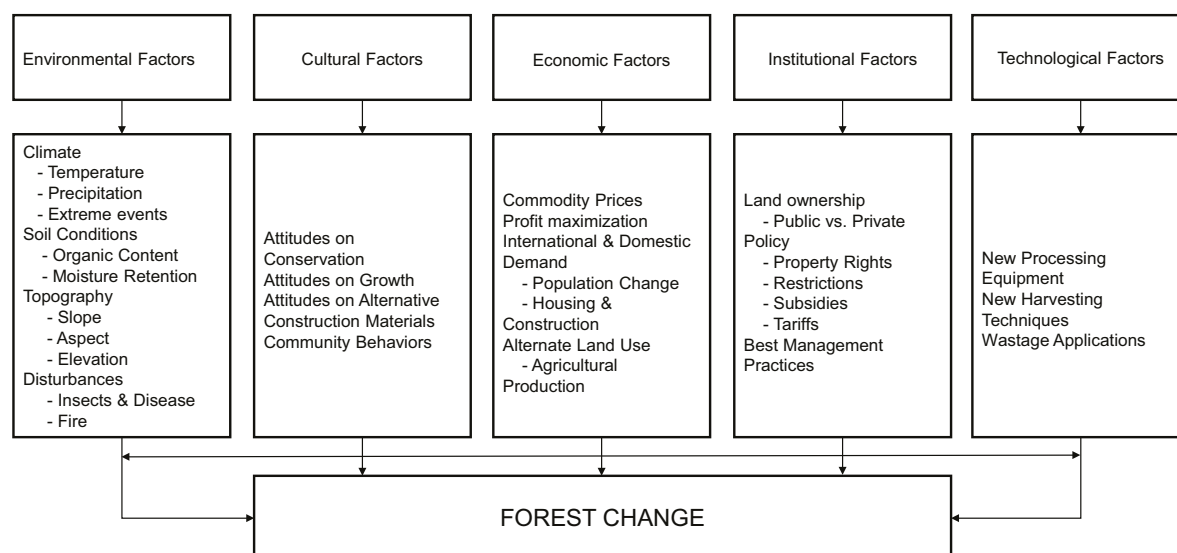 Environmental Factors
Cultural Factors
Economic Factors
Institutional Factors
Technological Factors
Climate
- Temperature
- Precipitation
- Extreme events
Soil Conditions
- Organic Content
- Moisture Retention
Topography
- Slope
- Aspect
- Elevation
Disturbances
- Insects & Disease
- Fire
Attitudes on
Conservation
Attitudes on Growth
Attitudes on Alternative
Construction Materials
Community Behaviors
Commodity Prices
Profit maximization
International & Domestic
Demand
- Population Change
- Housing &
Construction
Alternate Land Use
- Agricultural
Production
Land ownership
- Public vs. Private
Policy
- Property Rights
- Restrictions
- Subsidies
- Tariffs
Best Management
Practices
New Processing
Equipment
New Harvesting
Techniques
Wastage Applications
FOREST CHANGE